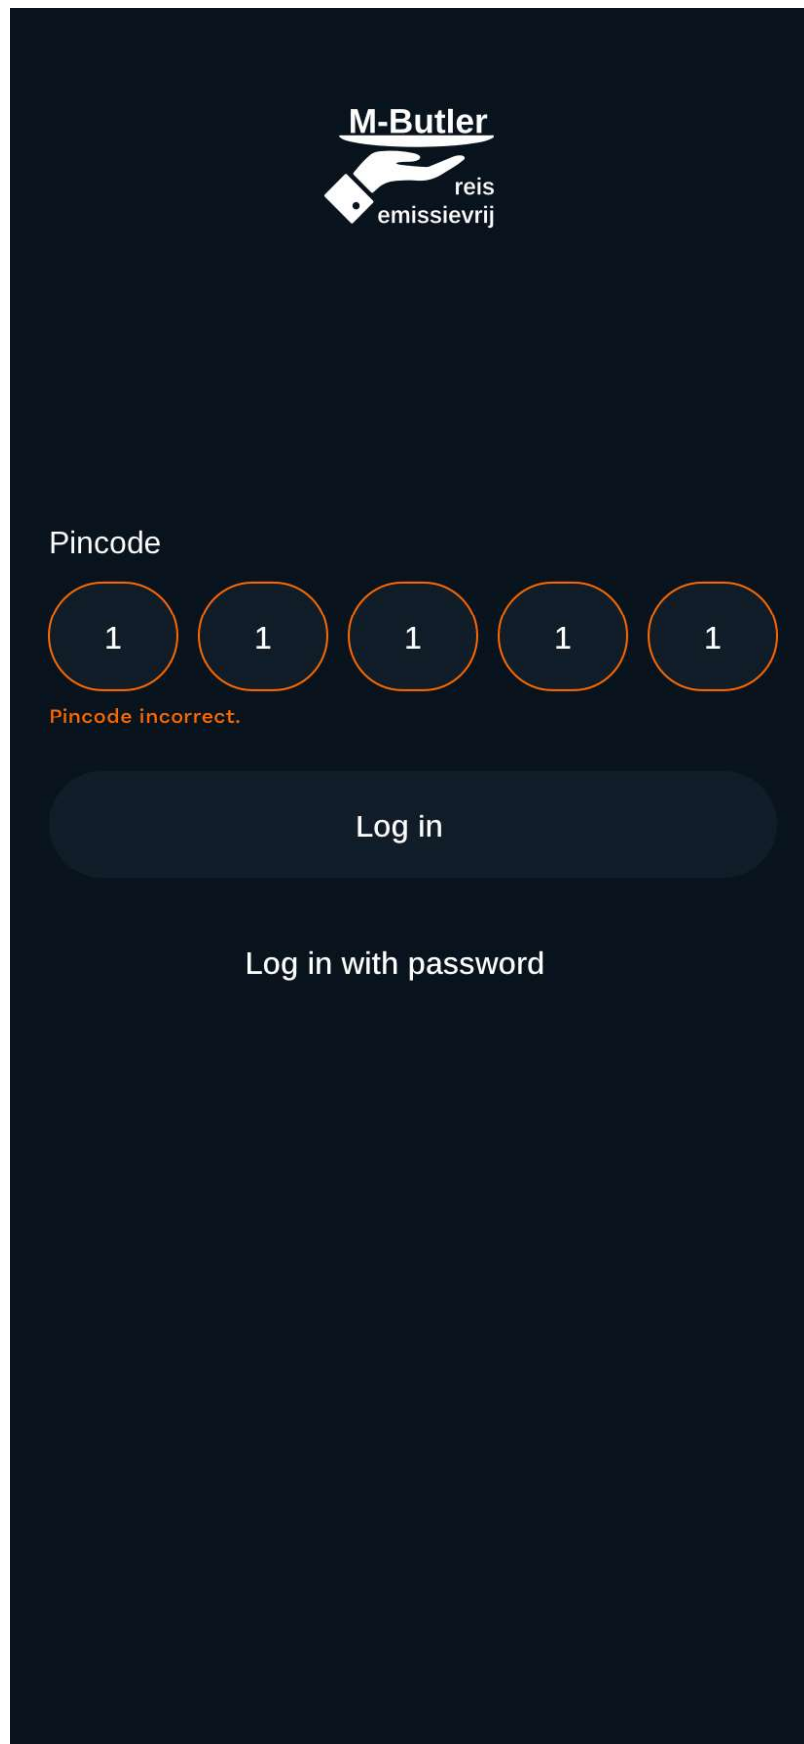 M-Butler
reis
emissievrij
Pincode
1 1 1 1 1
Pincode incorrect.
Log in
Log in with password